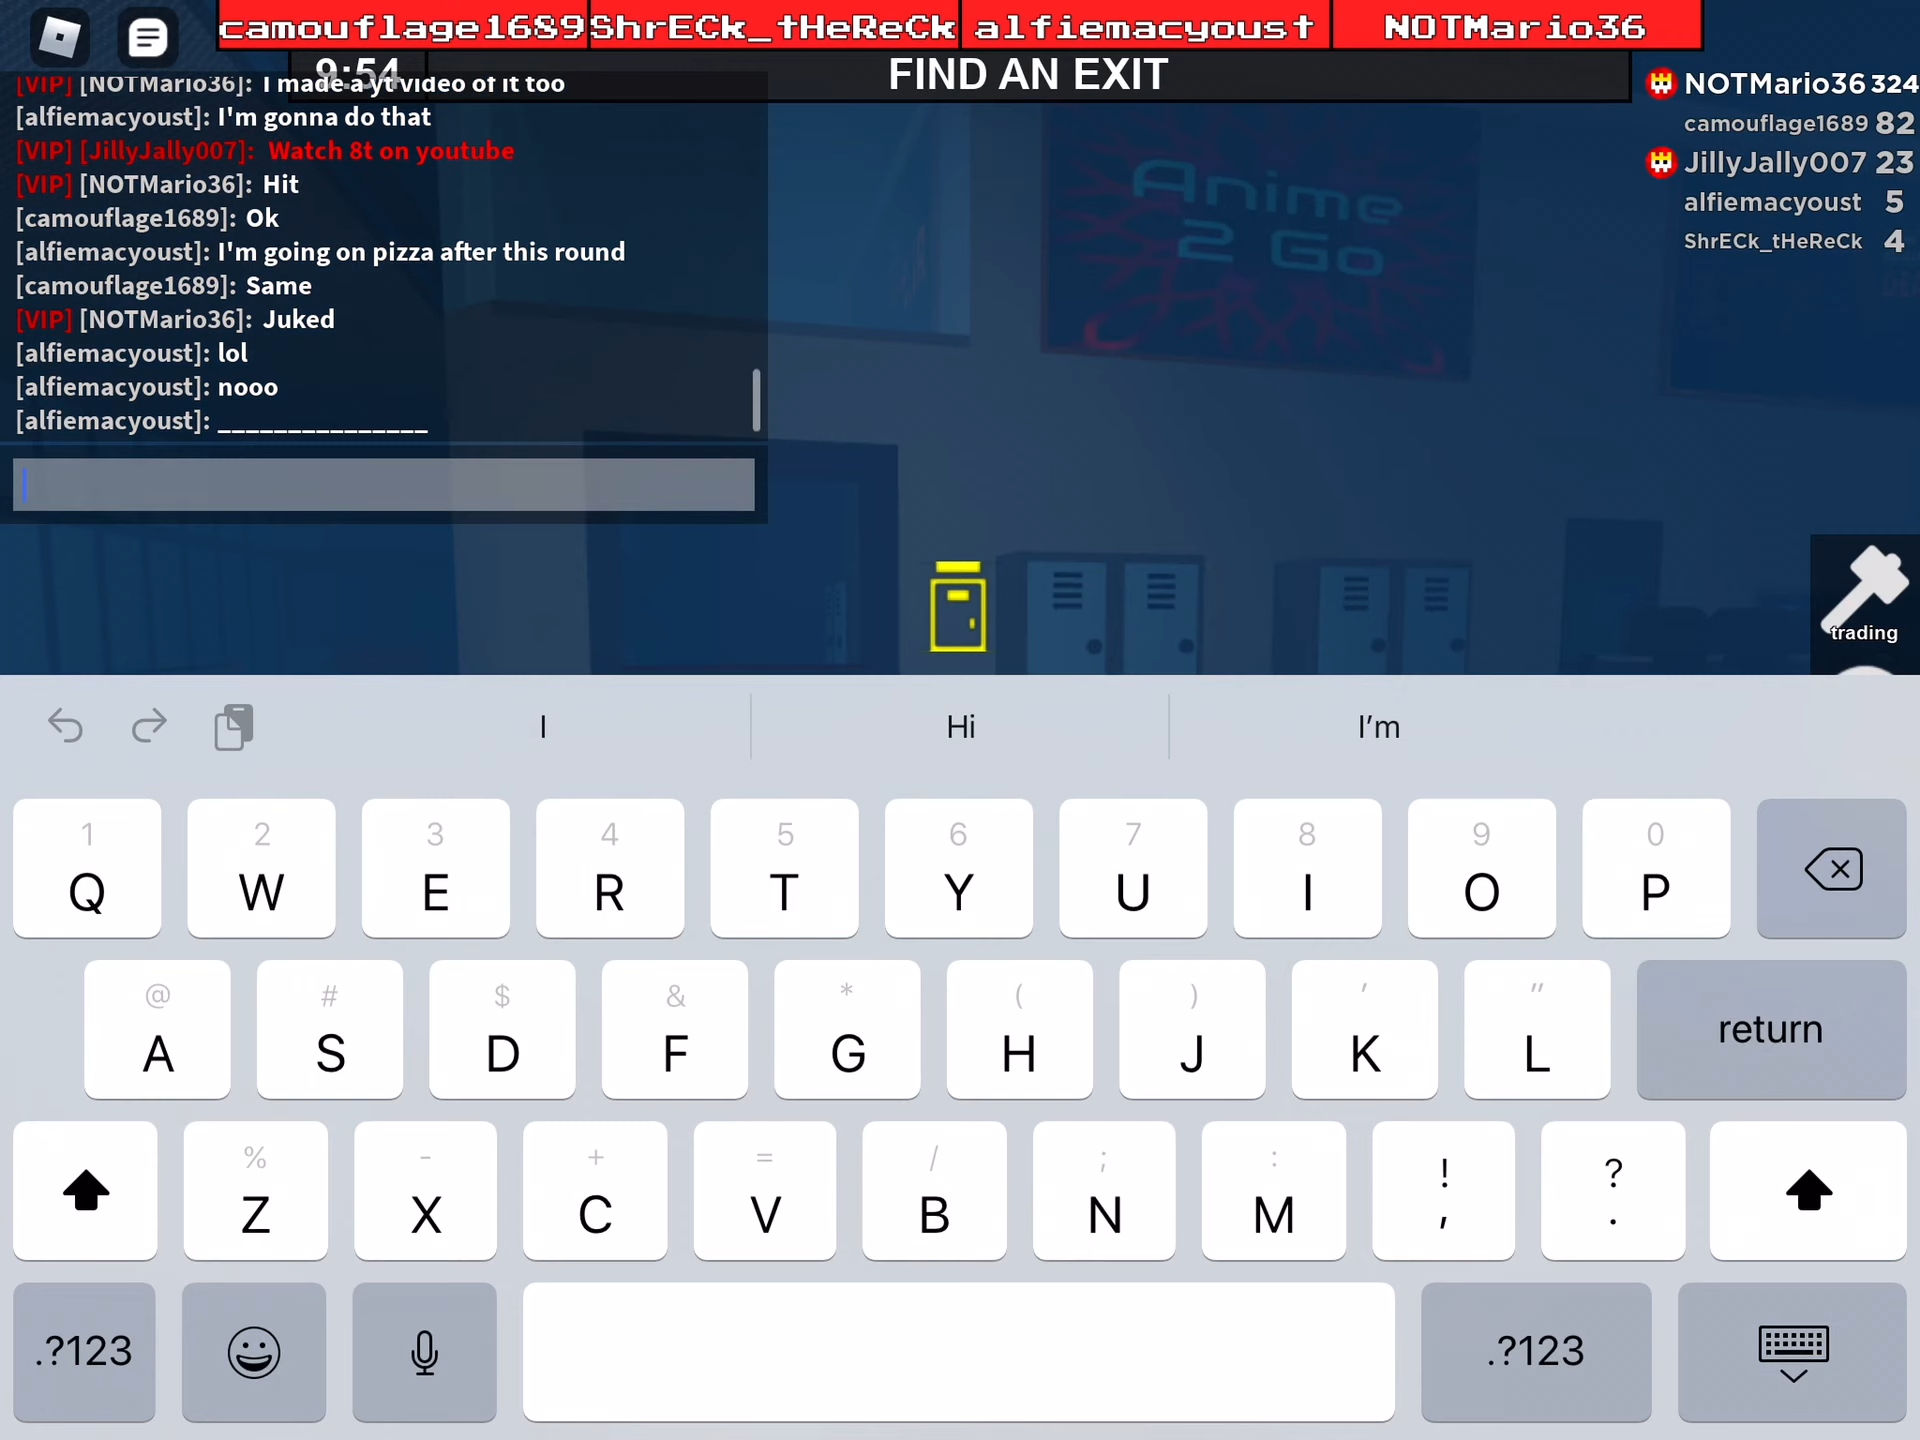 camouflage1689 ShrECk_tHeReCk alfiemacyoust NOTMario36
9:54 FIND AN EXIT
[VIP] [NOTMario36]: I made a yt video of it too
[alfiemacyoust]: I'm gonna do that
[VIP] [JillyJally007]: Watch 8t on youtube
[VIP] [NOTMario36]: Hit
[camouflage1689]: Ok
[alfiemacyoust]: I'm going on pizza after this round
[camouflage1689]: Same
[VIP] [NOTMario36]: Juked
[alfiemacyoust]: lol
[alfiemacyoust]: nooo
[alfiemacyoust]: _______________
NOTMario36 324
camouflage1689 82
JillyJally007 23
alfiemacyoust 5
ShrECk_tHeReCk 4
Anime
2 Go
trading
I Hi I’m
1 2 3 4 5 6 7 8 9 0
Q W E R T Y U I O P
@ # $ & * ( ) ' "
A S D F G H J K L return
% - + = / ; : ! ?
Z X C V B N M , .
.?123 .?123